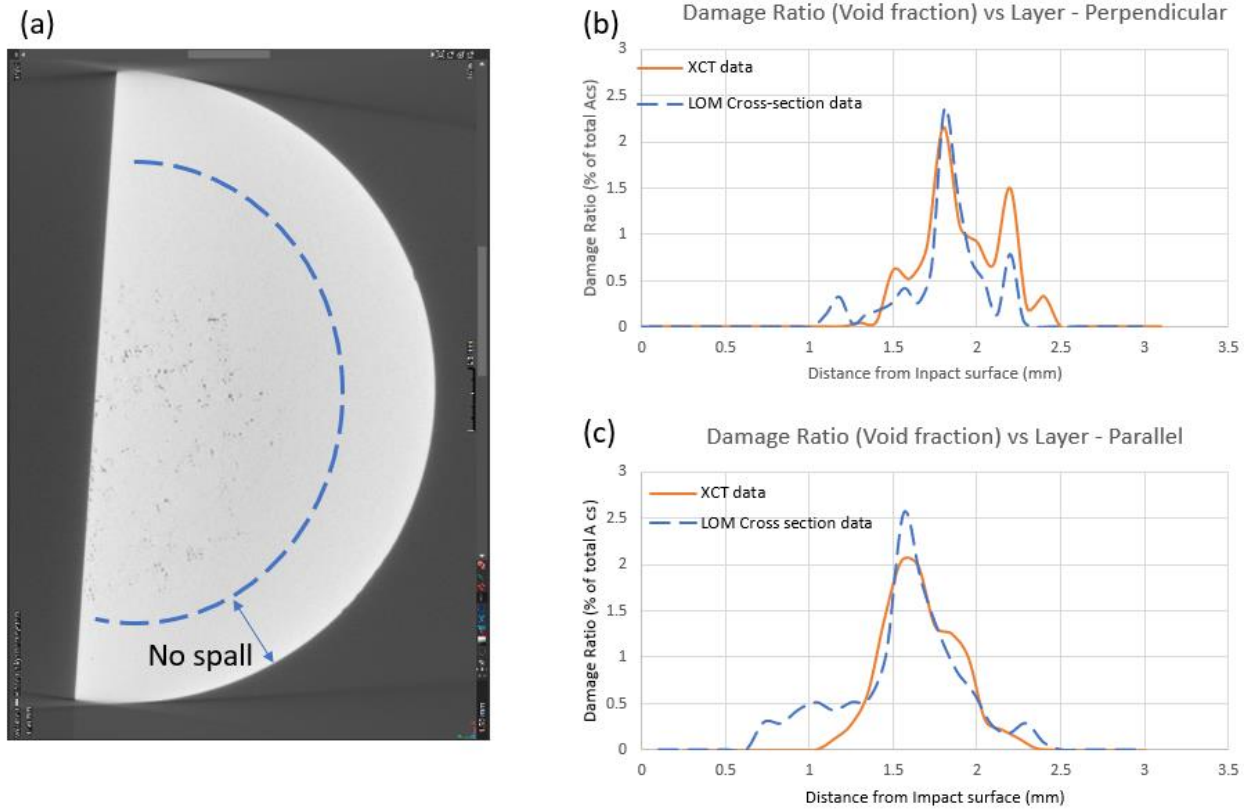 (a)
No spall
1.50 mm
(b)
Damage Ratio (Void fraction) vs Layer - Perpendicular
Damage Ratio (% of total Acs)
3
2.5
2
1.5
1
0.5
0
XCT data
LOM Cross-section data
0 0.5 1 1.5 2 2.5 3 3.5
Distance from Inpact surface (mm)
(c)
Damage Ratio (Void fraction) vs Layer - Parallel
Damage Ratio (% of total A cs)
3
2.5
2
1.5
1
0.5
0
XCT data
LOM Cross section data
0 0.5 1 1.5 2 2.5 3 3.5
Distance from Impact surface (mm)